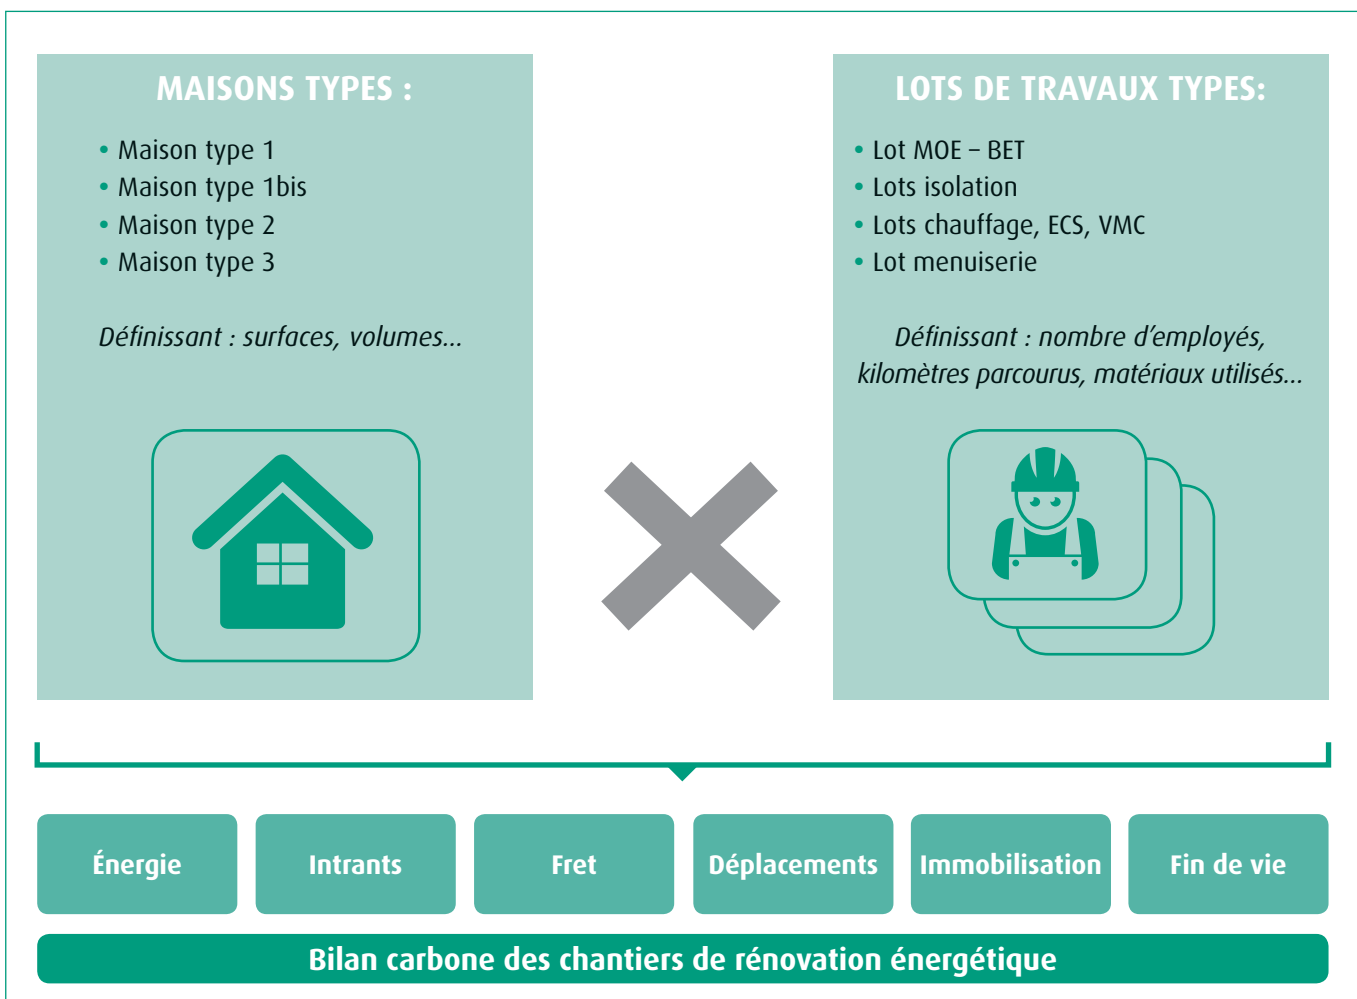 MAISONS TYPES :
• Maison type 1
• Maison type 1bis
• Maison type 2
• Maison type 3
Définissant : surfaces, volumes...
LOTS DE TRAVAUX TYPES:
• Lot MOE – BET
• Lots isolation
• Lots chauffage, ECS, VMC
• Lot menuiserie
Définissant : nombre d’employés,
kilomètres parcourus, matériaux utilisés...
Énergie
Intrants
Fret
Déplacements
Immobilisation
Fin de vie
Bilan carbone des chantiers de rénovation énergétique